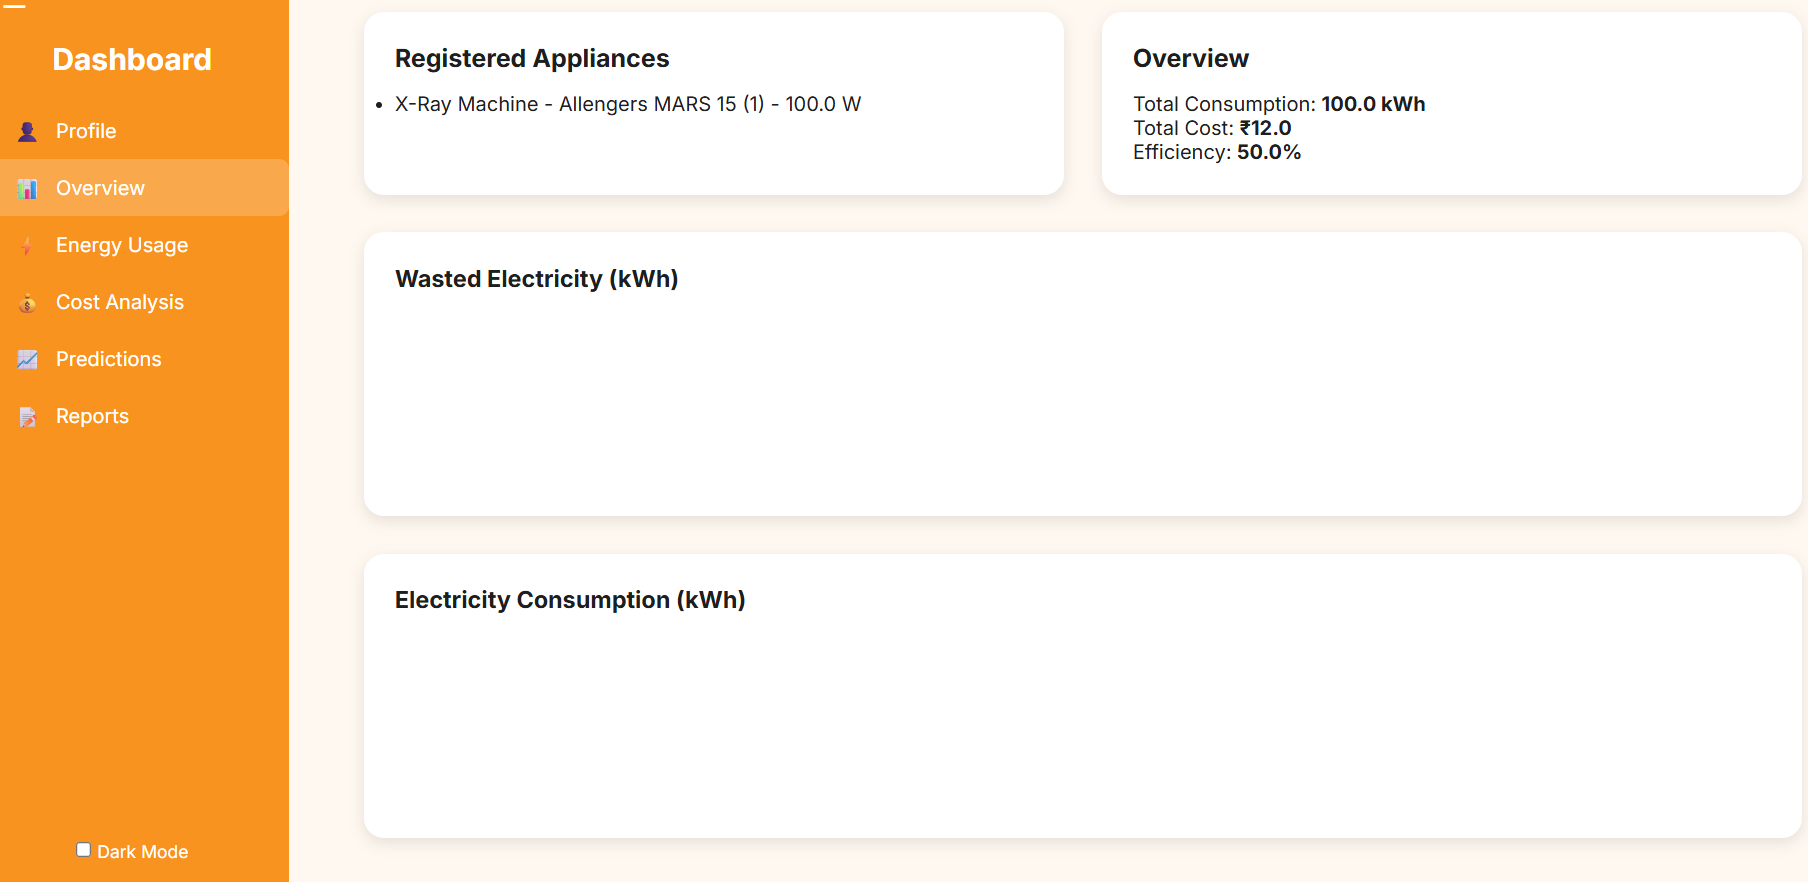 Dashboard
Profile
Overview
Energy Usage
Cost Analysis
Predictions
Reports
Dark Mode
Registered Appliances
• X-Ray Machine - Allengers MARS 15 (1) - 100.0 W
Overview
Total Consumption: 100.0 kWh
Total Cost: ₹12.0
Efficiency: 50.0%
Wasted Electricity (kWh)
Electricity Consumption (kWh)